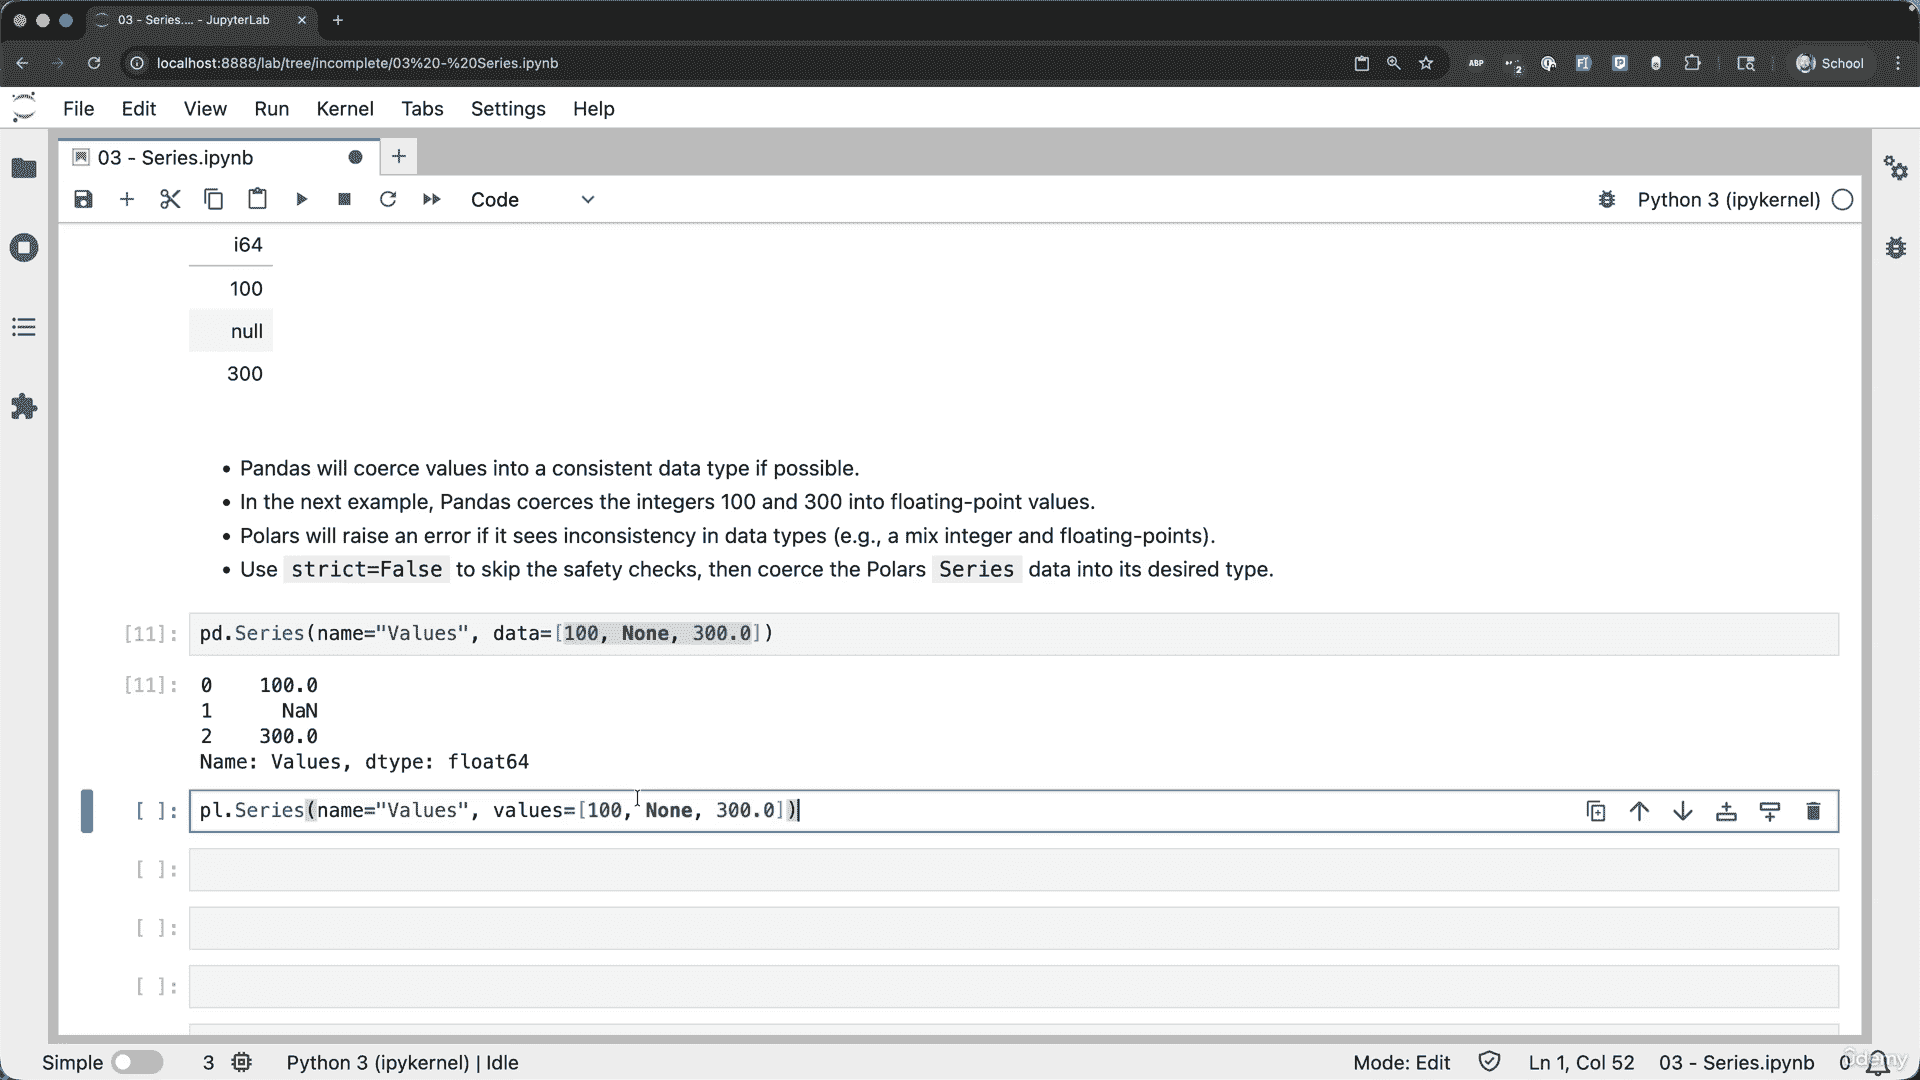 03 - Series.... - JupyterLab
localhost:8888/lab/tree/incomplete/03%20-%20Series.ipynb
ABP
2
School
File Edit View Run Kernel Tabs Settings Help
03 - Series.ipynb
Code
Python 3 (ipykernel)
i64
100
null
300
• Pandas will coerce values into a consistent data type if possible.
• In the next example, Pandas coerces the integers 100 and 300 into floating-point values.
• Polars will raise an error if it sees inconsistency in data types (e.g., a mix integer and floating-points).
• Use strict=False to skip the safety checks, then coerce the Polars Series data into its desired type.
[11]: pd.Series(name="Values", data=[100, None, 300.0])
[11]: 0 100.0
1 NaN
2 300.0
Name: Values, dtype: float64
[ ]: pl.Series(name="Values", values=[100, None, 300.0])
[ ]:
[ ]:
[ ]:
Simple 3 Python 3 (ipykernel) | Idle Mode: Edit Ln 1, Col 52 03 - Series.ipynb 0
udemy